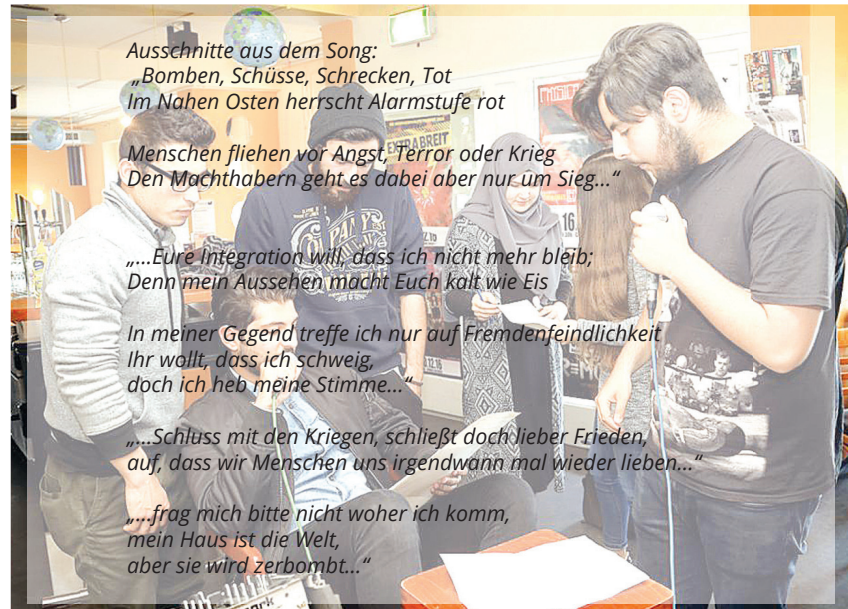 Ausschnitte aus dem Song:
„Bomben, Schüsse, Schrecken, Tot
Im Nahen Osten herrscht Alarmstufe rot
Menschen fliehen vor Angst, Terror oder Krieg
Den Machthabern geht es dabei aber nur um Sieg...“
„...Eure Integration will, dass ich nicht mehr bleib;
Denn mein Aussehen macht Euch kalt wie Eis
In meiner Gegend treffe ich nur auf Fremdenfeindlichkeit
Ihr wollt, dass ich schweig,
doch ich heb meine Stimme...“
„...Schluss mit den Kriegen, schließt doch lieber Frieden,
auf, dass wir Menschen uns irgendwann mal wieder lieben...“
„...frag mich bitte nicht woher ich komm,
mein Haus ist die Welt,
aber sie wird zerbombt...“
EXTRABREIT
COMPANY
16
12.16